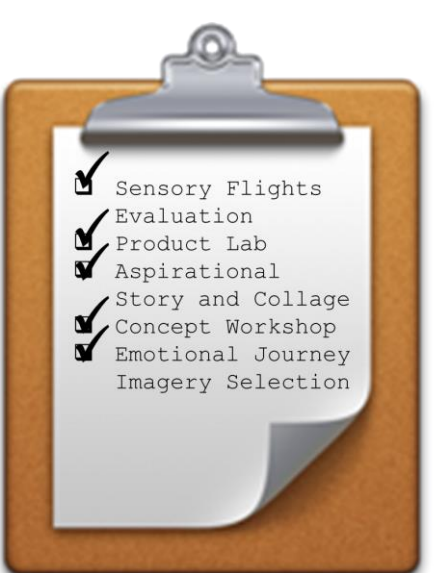 Sensory Flights
Evaluation
Product Lab
Aspirational
Story and Collage
Concept Workshop
Emotional Journey
Imagery Selection